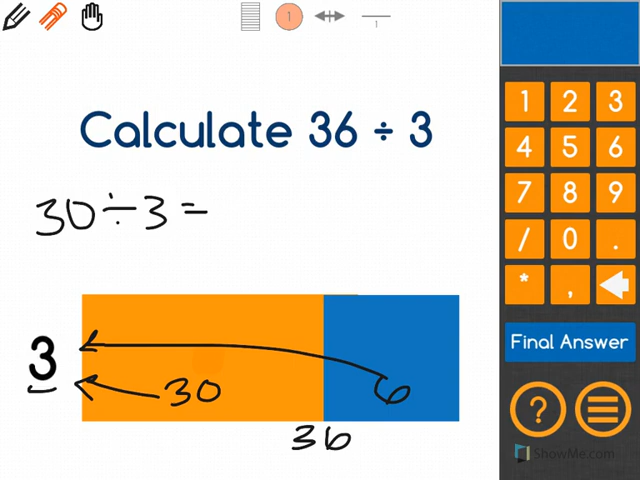 1
1
Calculate 36 ÷ 3
30 ÷ 3 =
3
30
6
36
1 2 3
4 5 6
7 8 9
/ 0 .
* ,
Final Answer
?
ShowMe.com